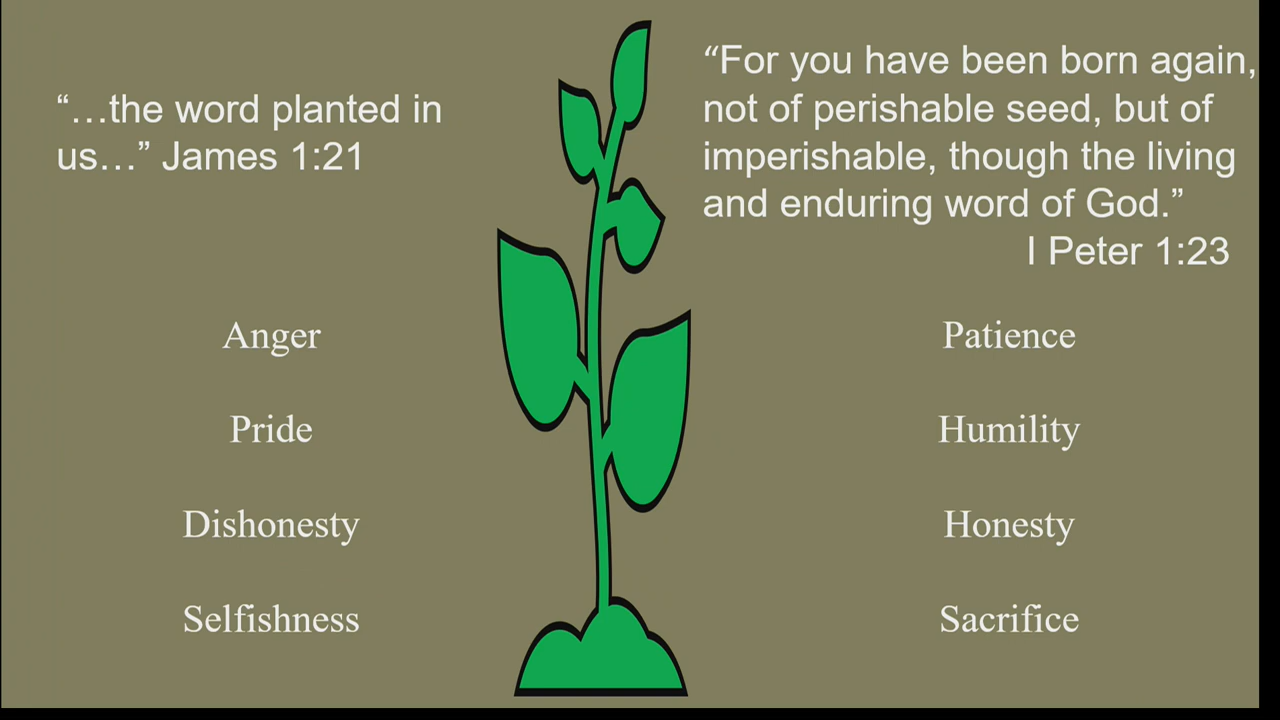 “…the word planted in
us…” James 1:21
“For you have been born again,
not of perishable seed, but of
imperishable, though the living
and enduring word of God.”
I Peter 1:23
Anger
Patience
Pride
Humility
Dishonesty
Honesty
Selfishness
Sacrifice